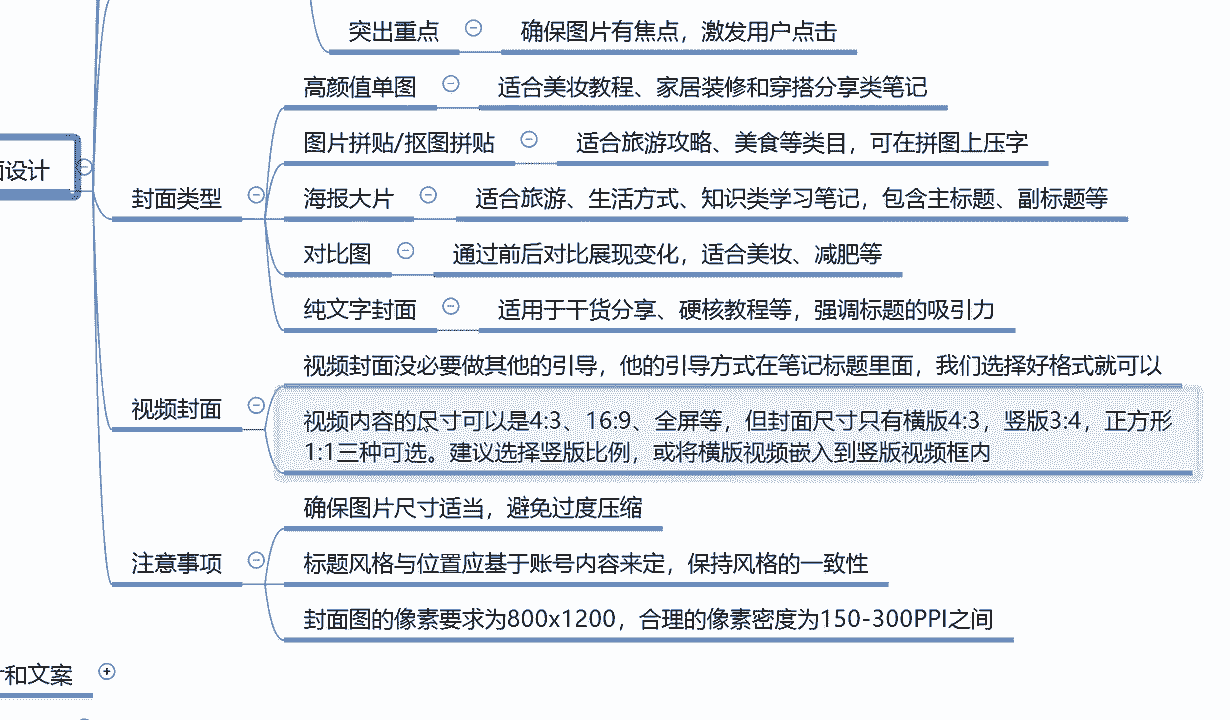 突出重点
确保图片有焦点，激发用户点击
高颜值单图
适合美妆教程、家居装修和穿搭分享类笔记
图片拼贴/抠图拼贴
适合旅游攻略、美食等类目，可在拼图上压字
面设计
封面类型
海报大片
适合旅游、生活方式、知识类学习笔记，包含主标题、副标题等
对比图
通过前后对比展现变化，适合美妆、减肥等
纯文字封面
适用于干货分享、硬核教程等，强调标题的吸引力
视频封面
视频封面没必要做其他的引导，他的引导方式在笔记标题里面，我们选择好格式就可以
视频内容的尺寸可以是4:3、16:9、全屏等，但封面尺寸只有横版4:3，竖版3:4，正方形
1:1三种可选。建议选择竖版比例，或将横版视频嵌入到竖版视频框内
注意事项
确保图片尺寸适当，避免过度压缩
标题风格与位置应基于账号内容来定，保持风格的一致性
封面图的像素要求为800x1200，合理的像素密度为150-300PPI之间
和文案